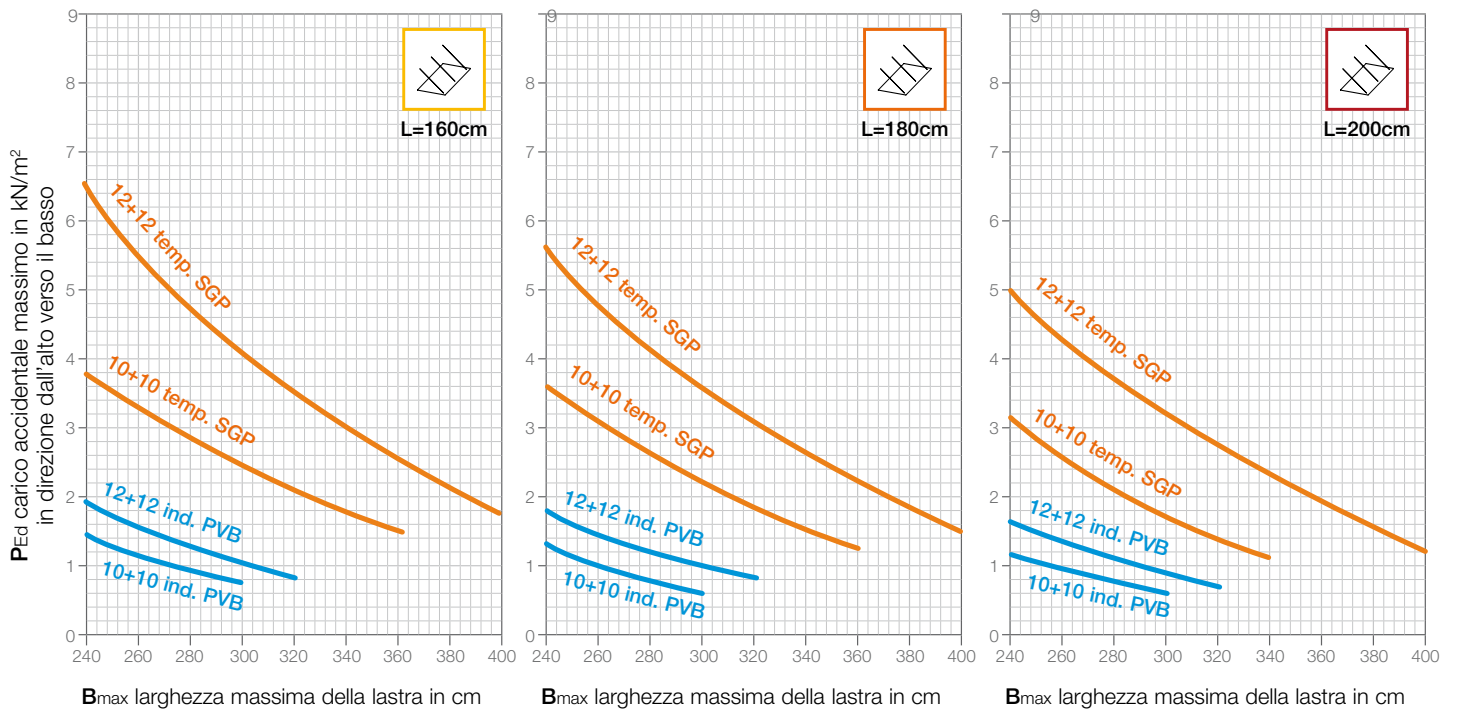 PEd carico accidentale massimo in kN/m²
in direzione dall'alto verso il basso
9
8
7
6
5
4
3
2
1
0
240 260 280 300 320 340 360 380 400
L=160cm
12+12 temp. SGP
10+10 temp. SGP
12+12 ind. PVB
10+10 ind. PVB
Bmax larghezza massima della lastra in cm
9
8
7
6
5
4
3
2
1
0
240 260 280 300 320 340 360 380 400
L=180cm
12+12 temp. SGP
10+10 temp. SGP
12+12 ind. PVB
10+10 ind. PVB
Bmax larghezza massima della lastra in cm
9
8
7
6
5
4
3
2
1
0
240 260 280 300 320 340 360 380 400
L=200cm
12+12 temp. SGP
10+10 temp. SGP
12+12 ind. PVB
10+10 ind. PVB
Bmax larghezza massima della lastra in cm